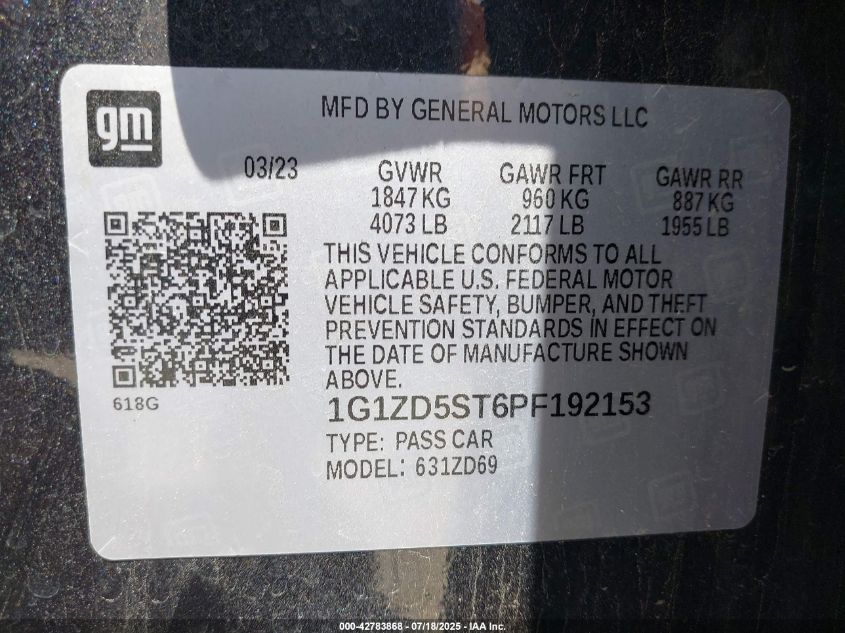 gm
MFD BY GENERAL MOTORS LLC
03/23 GVWR GAWR FRT GAWR RR
1847 KG 960 KG 887 KG
4073 LB 2117 LB 1955 LB
THIS VEHICLE CONFORMS TO ALL
APPLICABLE U.S. FEDERAL MOTOR
VEHICLE SAFETY, BUMPER, AND THEFT
PREVENTION STANDARDS IN EFFECT ON
THE DATE OF MANUFACTURE SHOWN
ABOVE.
618G
1G1ZD5ST6PF192153
TYPE: PASS CAR
MODEL: 631ZD69
000-42783868 - 07/18/2025 - IAA Inc.